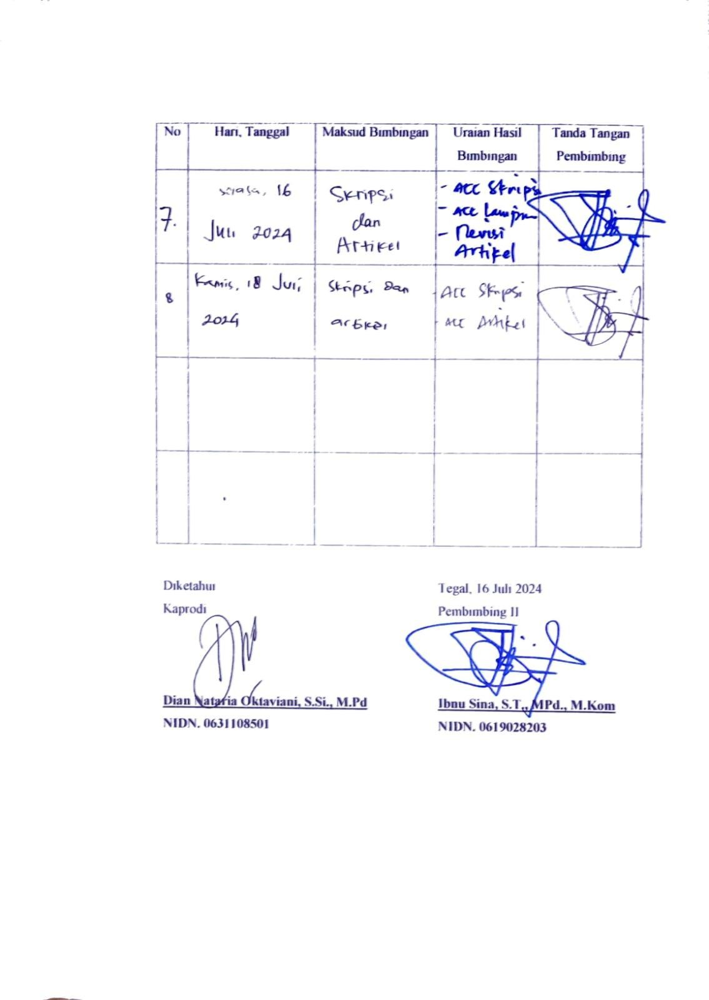 No Hari, Tanggal Maksud Bimbingan Uraian Hasil Bimbingan Tanda Tangan Pembimbing
7. Selasa, 16 Juli 2024 Skripsi dan Artikel - ACC Skripsi
- ACC Lampiran
- Revisi Artikel
8 Kamis, 18 Juli 2024 Skripsi dan artikel - ACC Skripsi
- ACC Artikel
Diketahui
Kaprodi
Dian Nataria Oktaviani, S.Si., M.Pd
NIDN. 0631108501
Tegal, 16 Juli 2024
Pembimbing II
Ibnu Sina, S.T., MPd., M.Kom
NIDN. 0619028203